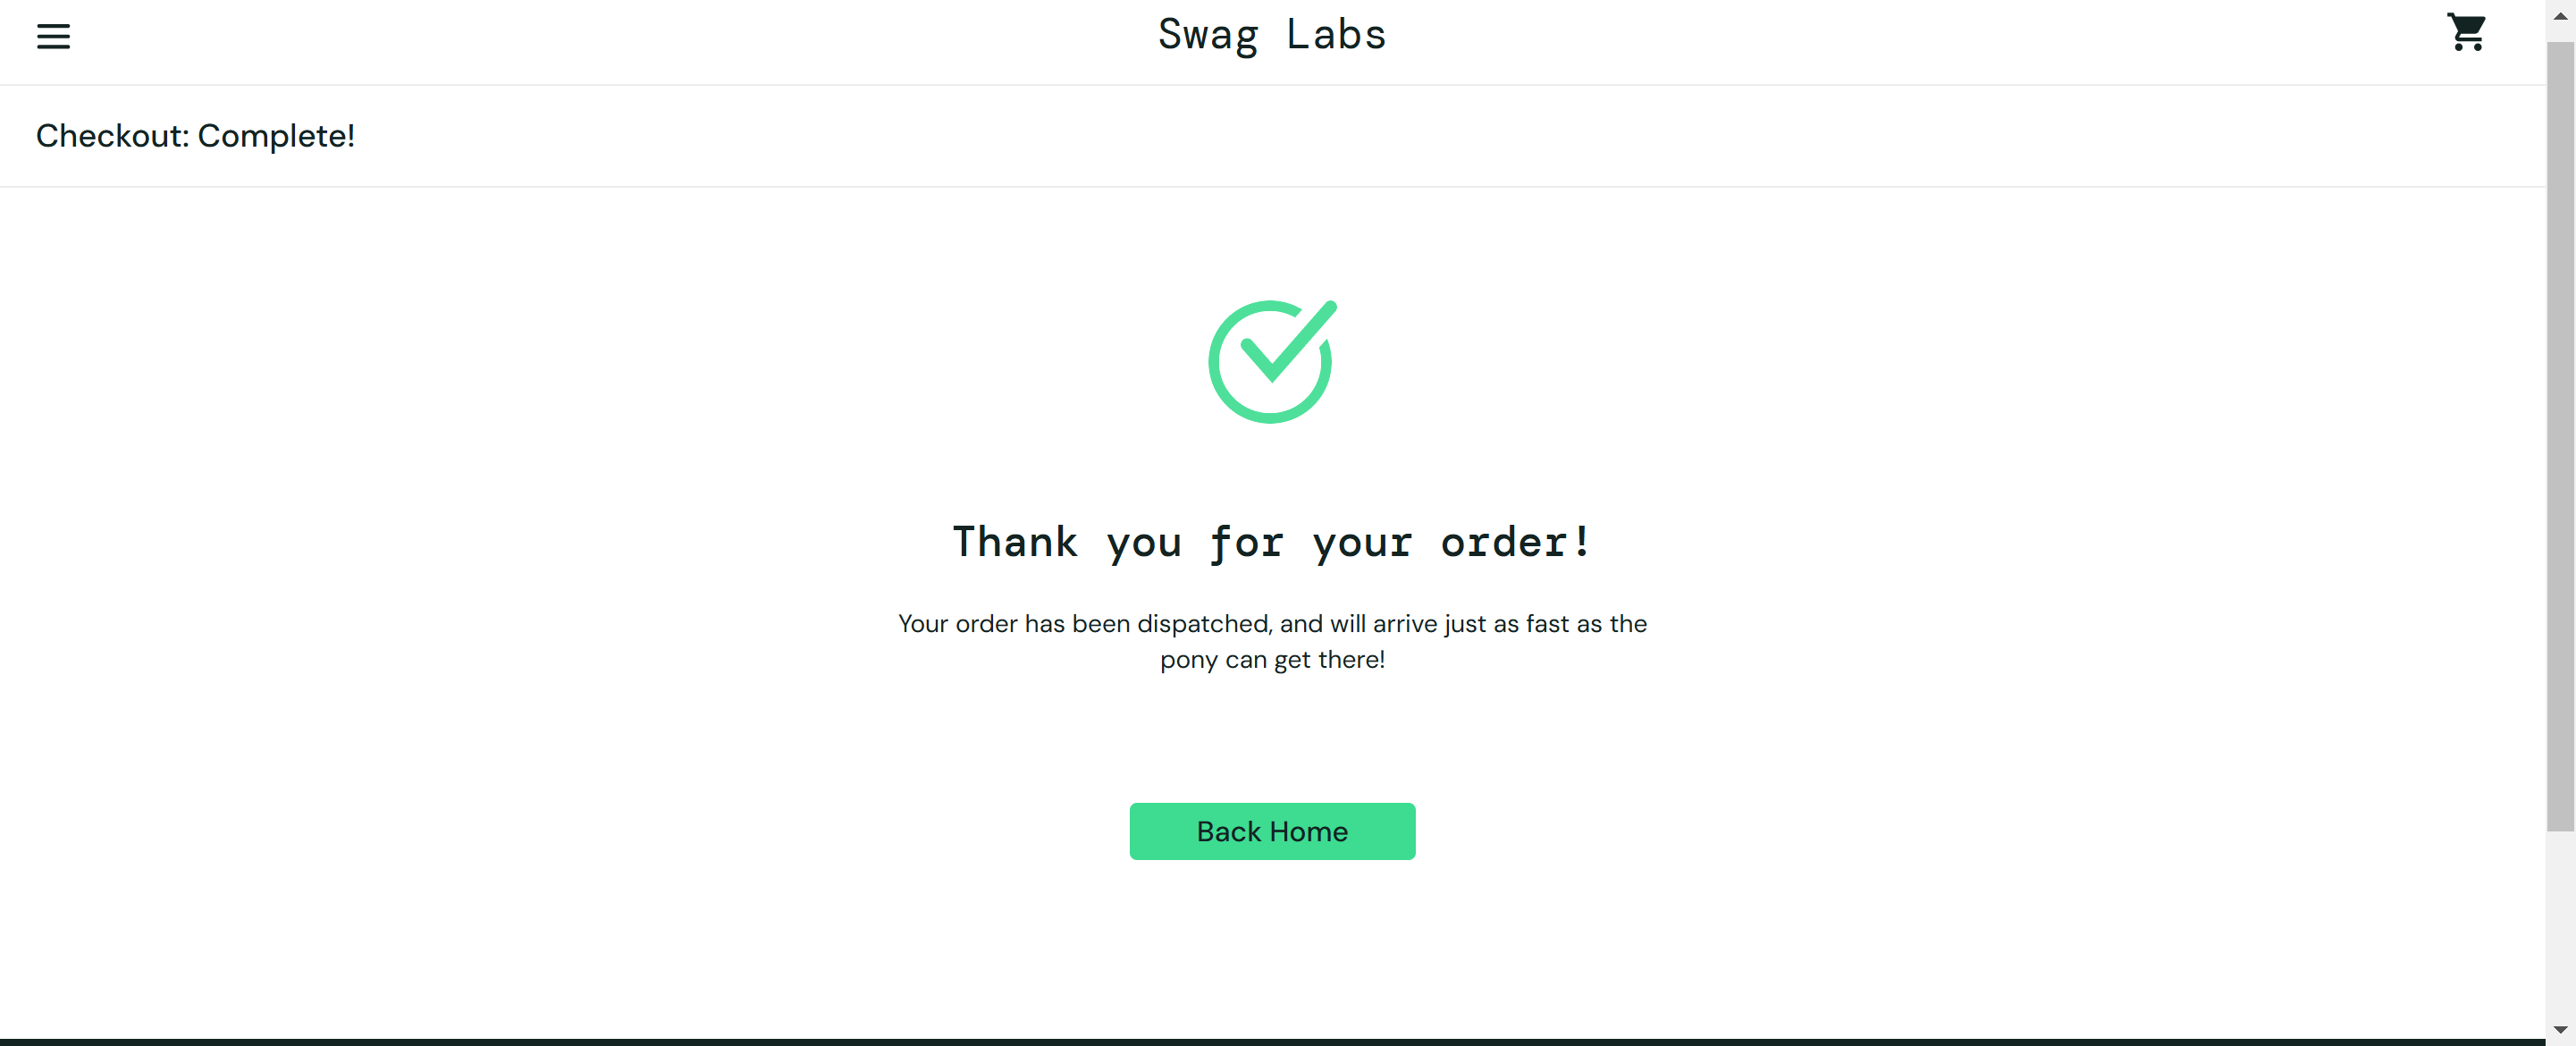 Swag Labs
Checkout: Complete!
Thank you for your order!
Your order has been dispatched, and will arrive just as fast as the
pony can get there!
Back Home